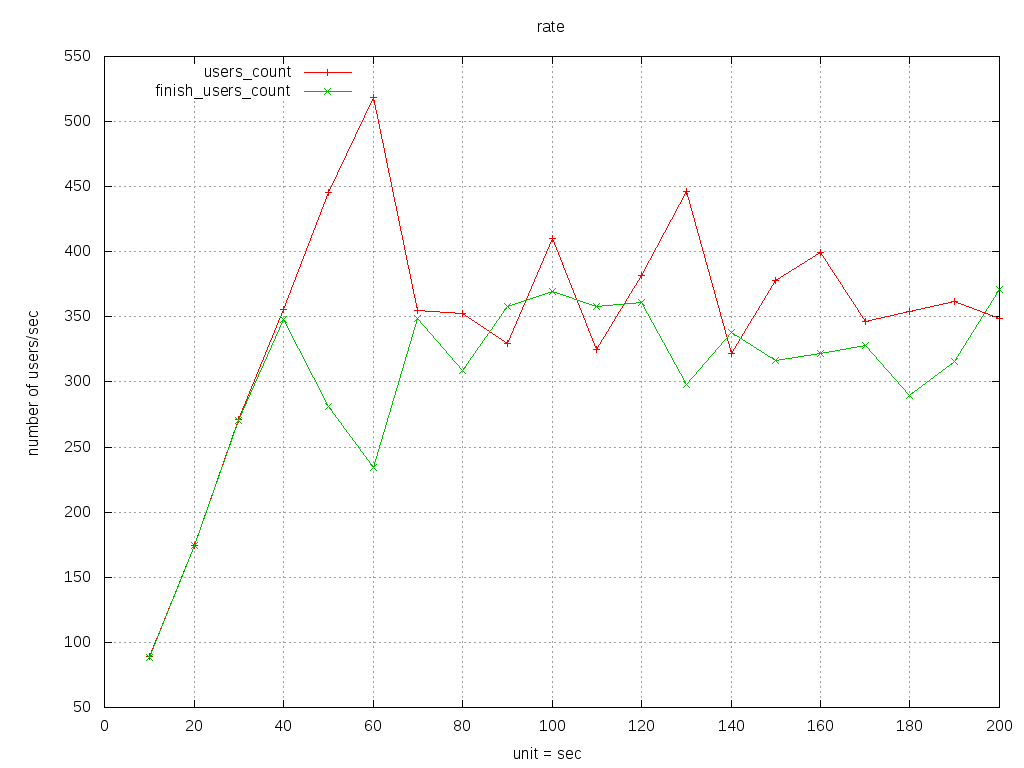 rate
users_count
finish_users_count
550
500
450
400
350
300
250
200
150
100
50
number of users/sec
0 20 40 60 80 100 120 140 160 180 200
unit = sec